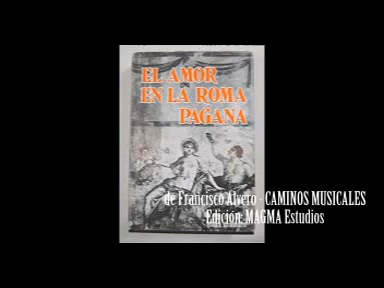 EL AMOR
EN LA ROMA
PAGANA
de Francisco Alvero - CAMINOS MUSICALES
Edición: MAGMA Estudios